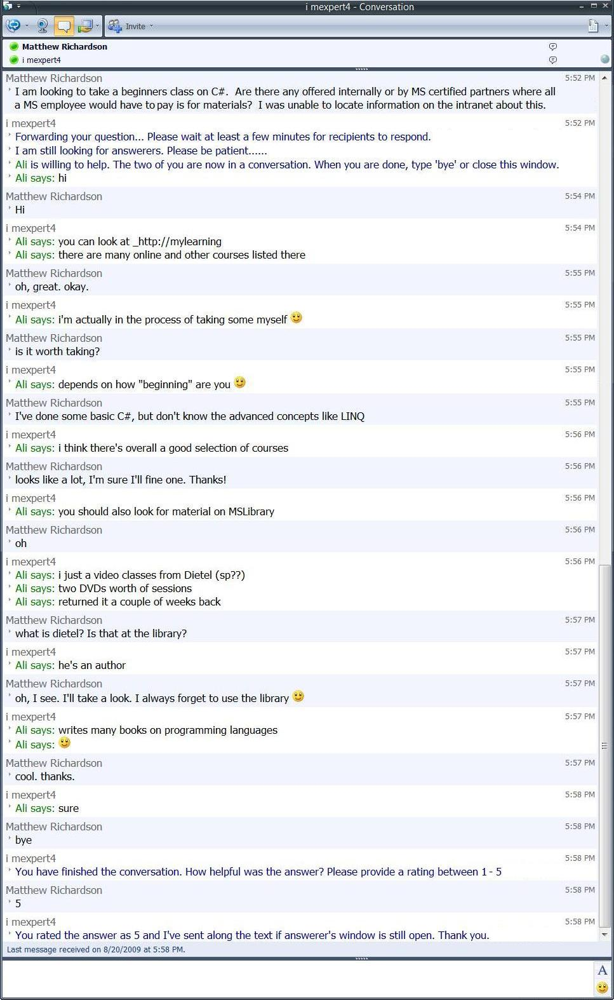 i mexpert4 - Conversation
Invite
Matthew Richardson
i mexpert4
Matthew Richardson 5:52 PM
I am looking to take a beginners class on C#. Are there any offered internally or by MS certified partners where all
a MS employee would have to pay is for materials? I was unable to locate information on the intranet about this.
i mexpert4 5:52 PM
Forwarding your question... Please wait at least a few minutes for recipients to respond.
I am still looking for answerers. Please be patient......
Ali is willing to help. The two of you are now in a conversation. When you are done, type 'bye' or close this window.
Ali says: hi
Matthew Richardson 5:54 PM
Hi
i mexpert4 5:54 PM
Ali says: you can look at _http://mylearning
Ali says: there are many online and other courses listed there
Matthew Richardson 5:55 PM
oh, great. okay.
i mexpert4 5:55 PM
Ali says: i'm actually in the process of taking some myself
Matthew Richardson 5:55 PM
is it worth taking?
i mexpert4 5:55 PM
Ali says: depends on how "beginning" are you
Matthew Richardson 5:55 PM
I've done some basic C#, but don't know the advanced concepts like LINQ
i mexpert4 5:56 PM
Ali says: i think there's overall a good selection of courses
Matthew Richardson 5:56 PM
looks like a lot, I'm sure I'll fine one. Thanks!
i mexpert4 5:56 PM
Ali says: you should also look for material on MSLibrary
Matthew Richardson 5:56 PM
oh
i mexpert4 5:56 PM
Ali says: i just a video classes from Dietel (sp??)
Ali says: two DVDs worth of sessions
Ali says: returned it a couple of weeks back
Matthew Richardson 5:57 PM
what is dietel? Is that at the library?
i mexpert4 5:57 PM
Ali says: he's an author
Matthew Richardson 5:57 PM
oh, I see. I'll take a look. I always forget to use the library
i mexpert4 5:57 PM
Ali says: writes many books on programming languages
Ali says:
Matthew Richardson 5:57 PM
cool. thanks.
i mexpert4 5:58 PM
Ali says: sure
Matthew Richardson 5:58 PM
bye
i mexpert4 5:58 PM
You have finished the conversation. How helpful was the answer? Please provide a rating between 1 - 5
Matthew Richardson 5:58 PM
5
i mexpert4 5:58 PM
You rated the answer as 5 and I've sent along the text if answerer's window is still open. Thank you.
Last message received on 8/20/2009 at 5:58 PM.
A